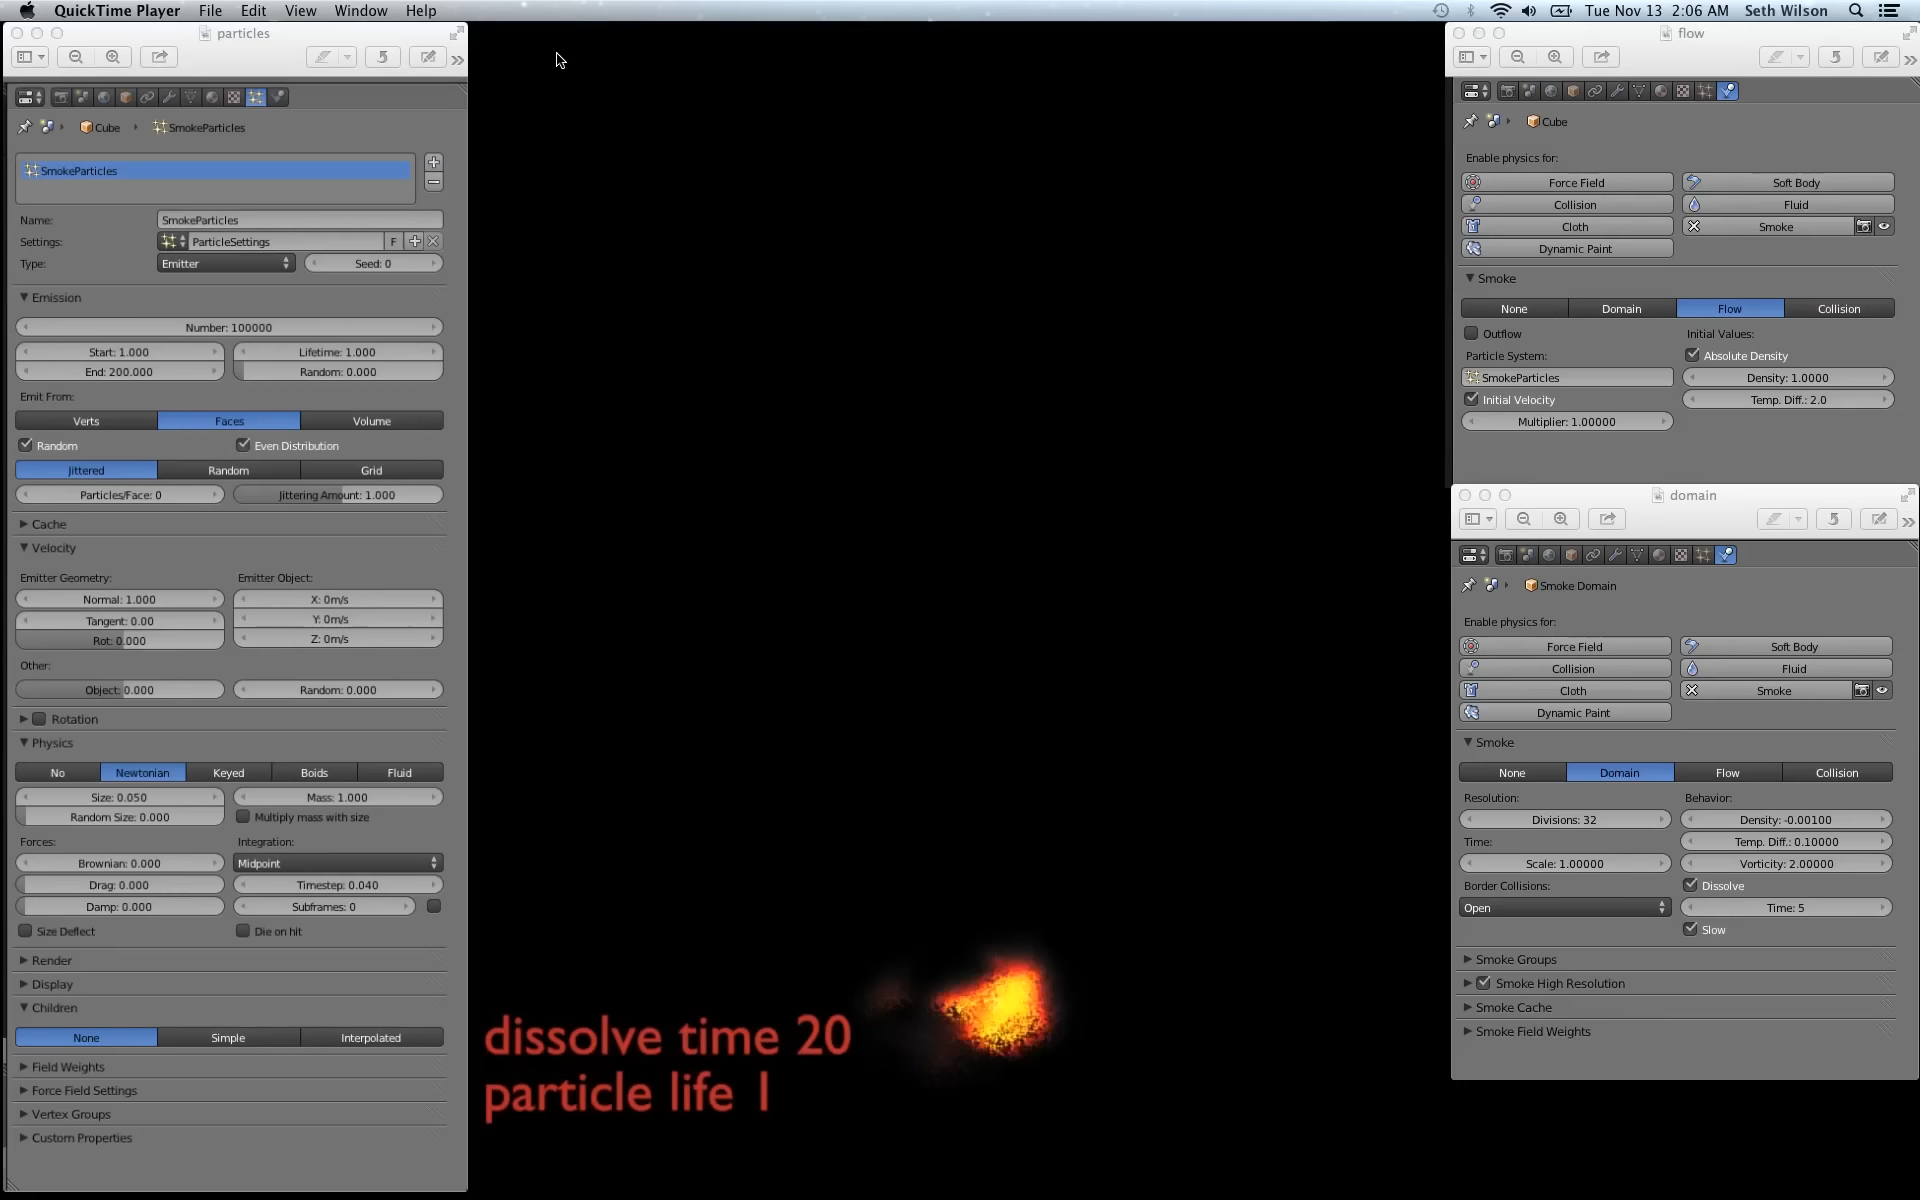 QuickTime Player File Edit View Window Help
Tue Nov 13 2:06 AM Seth Wilson
particles
Cube SmokeParticles
SmokeParticles
Name: SmokeParticles
Settings: ParticleSettings F
Type: Emitter Seed: 0
Emission
Number: 100000
Start: 1.000 Lifetime: 1.000
End: 200.000 Random: 0.000
Emit From:
Verts Faces Volume
Random Even Distribution
Jittered Random Grid
Particles/Face: 0 Jittering Amount: 1.000
Cache
Velocity
Emitter Geometry: Emitter Object:
Normal: 1.000 X: 0m/s
Tangent: 0.00 Y: 0m/s
Rot: 0.000 Z: 0m/s
Other:
Object: 0.000 Random: 0.000
Rotation
Physics
No Newtonian Keyed Boids Fluid
Size: 0.050 Mass: 1.000
Random Size: 0.000 Multiply mass with size
Forces: Integration:
Brownian: 0.000 Midpoint
Drag: 0.000 Timestep: 0.040
Damp: 0.000 Subframes: 0
Size Deflect Die on hit
Render
Display
Children
None Simple Interpolated
Field Weights
Force Field Settings
Vertex Groups
Custom Properties
dissolve time 20
particle life 1
flow
Cube
Enable physics for:
Force Field Soft Body
Collision Fluid
Cloth Smoke
Dynamic Paint
Smoke
None Domain Flow Collision
Outflow Initial Values:
Particle System: Absolute Density
SmokeParticles Density: 1.0000
Initial Velocity Temp. Diff.: 2.0
Multiplier: 1.00000
domain
Smoke Domain
Enable physics for:
Force Field Soft Body
Collision Fluid
Cloth Smoke
Dynamic Paint
Smoke
None Domain Flow Collision
Resolution: Behavior:
Divisions: 32 Density: -0.00100
Time: Temp. Diff.: 0.10000
Scale: 1.00000 Vorticity: 2.00000
Border Collisions: Dissolve
Open Time: 5
Slow
Smoke Groups
Smoke High Resolution
Smoke Cache
Smoke Field Weights